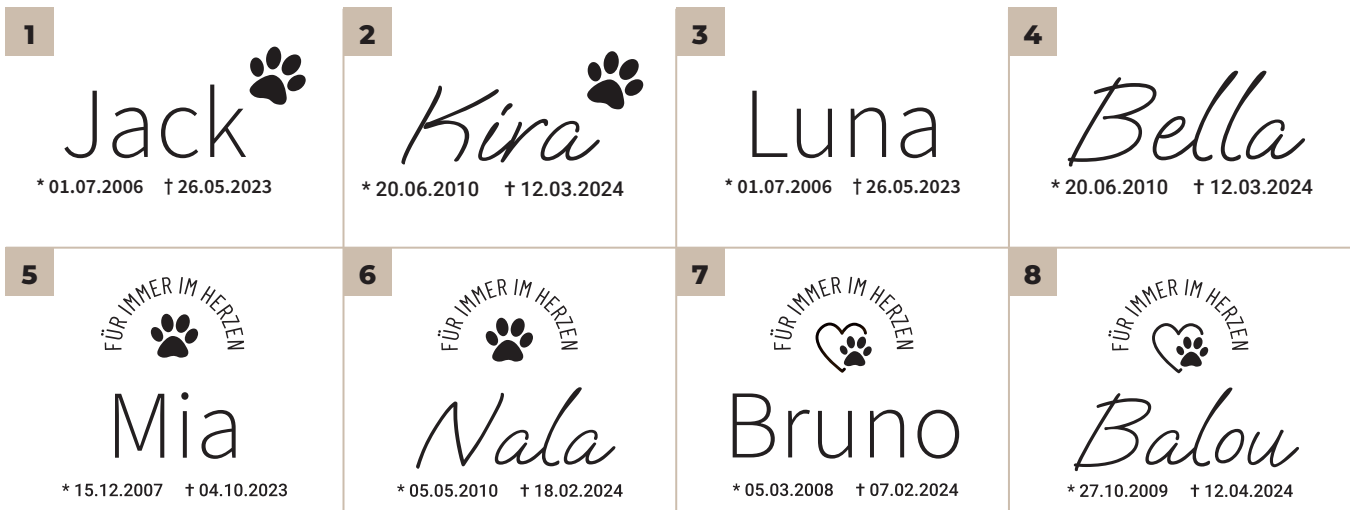 1
Jack
* 01.07.2006 † 26.05.2023
2
Kira
* 20.06.2010 † 12.03.2024
3
Luna
* 01.07.2006 † 26.05.2023
4
Bella
* 20.06.2010 † 12.03.2024
5
FÜR IMMER IM HERZEN
Mia
* 15.12.2007 † 04.10.2023
6
FÜR IMMER IM HERZEN
Nala
* 05.05.2010 † 18.02.2024
7
FÜR IMMER IM HERZEN
Bruno
* 05.03.2008 † 07.02.2024
8
FÜR IMMER IM HERZEN
Balou
* 27.10.2009 † 12.04.2024